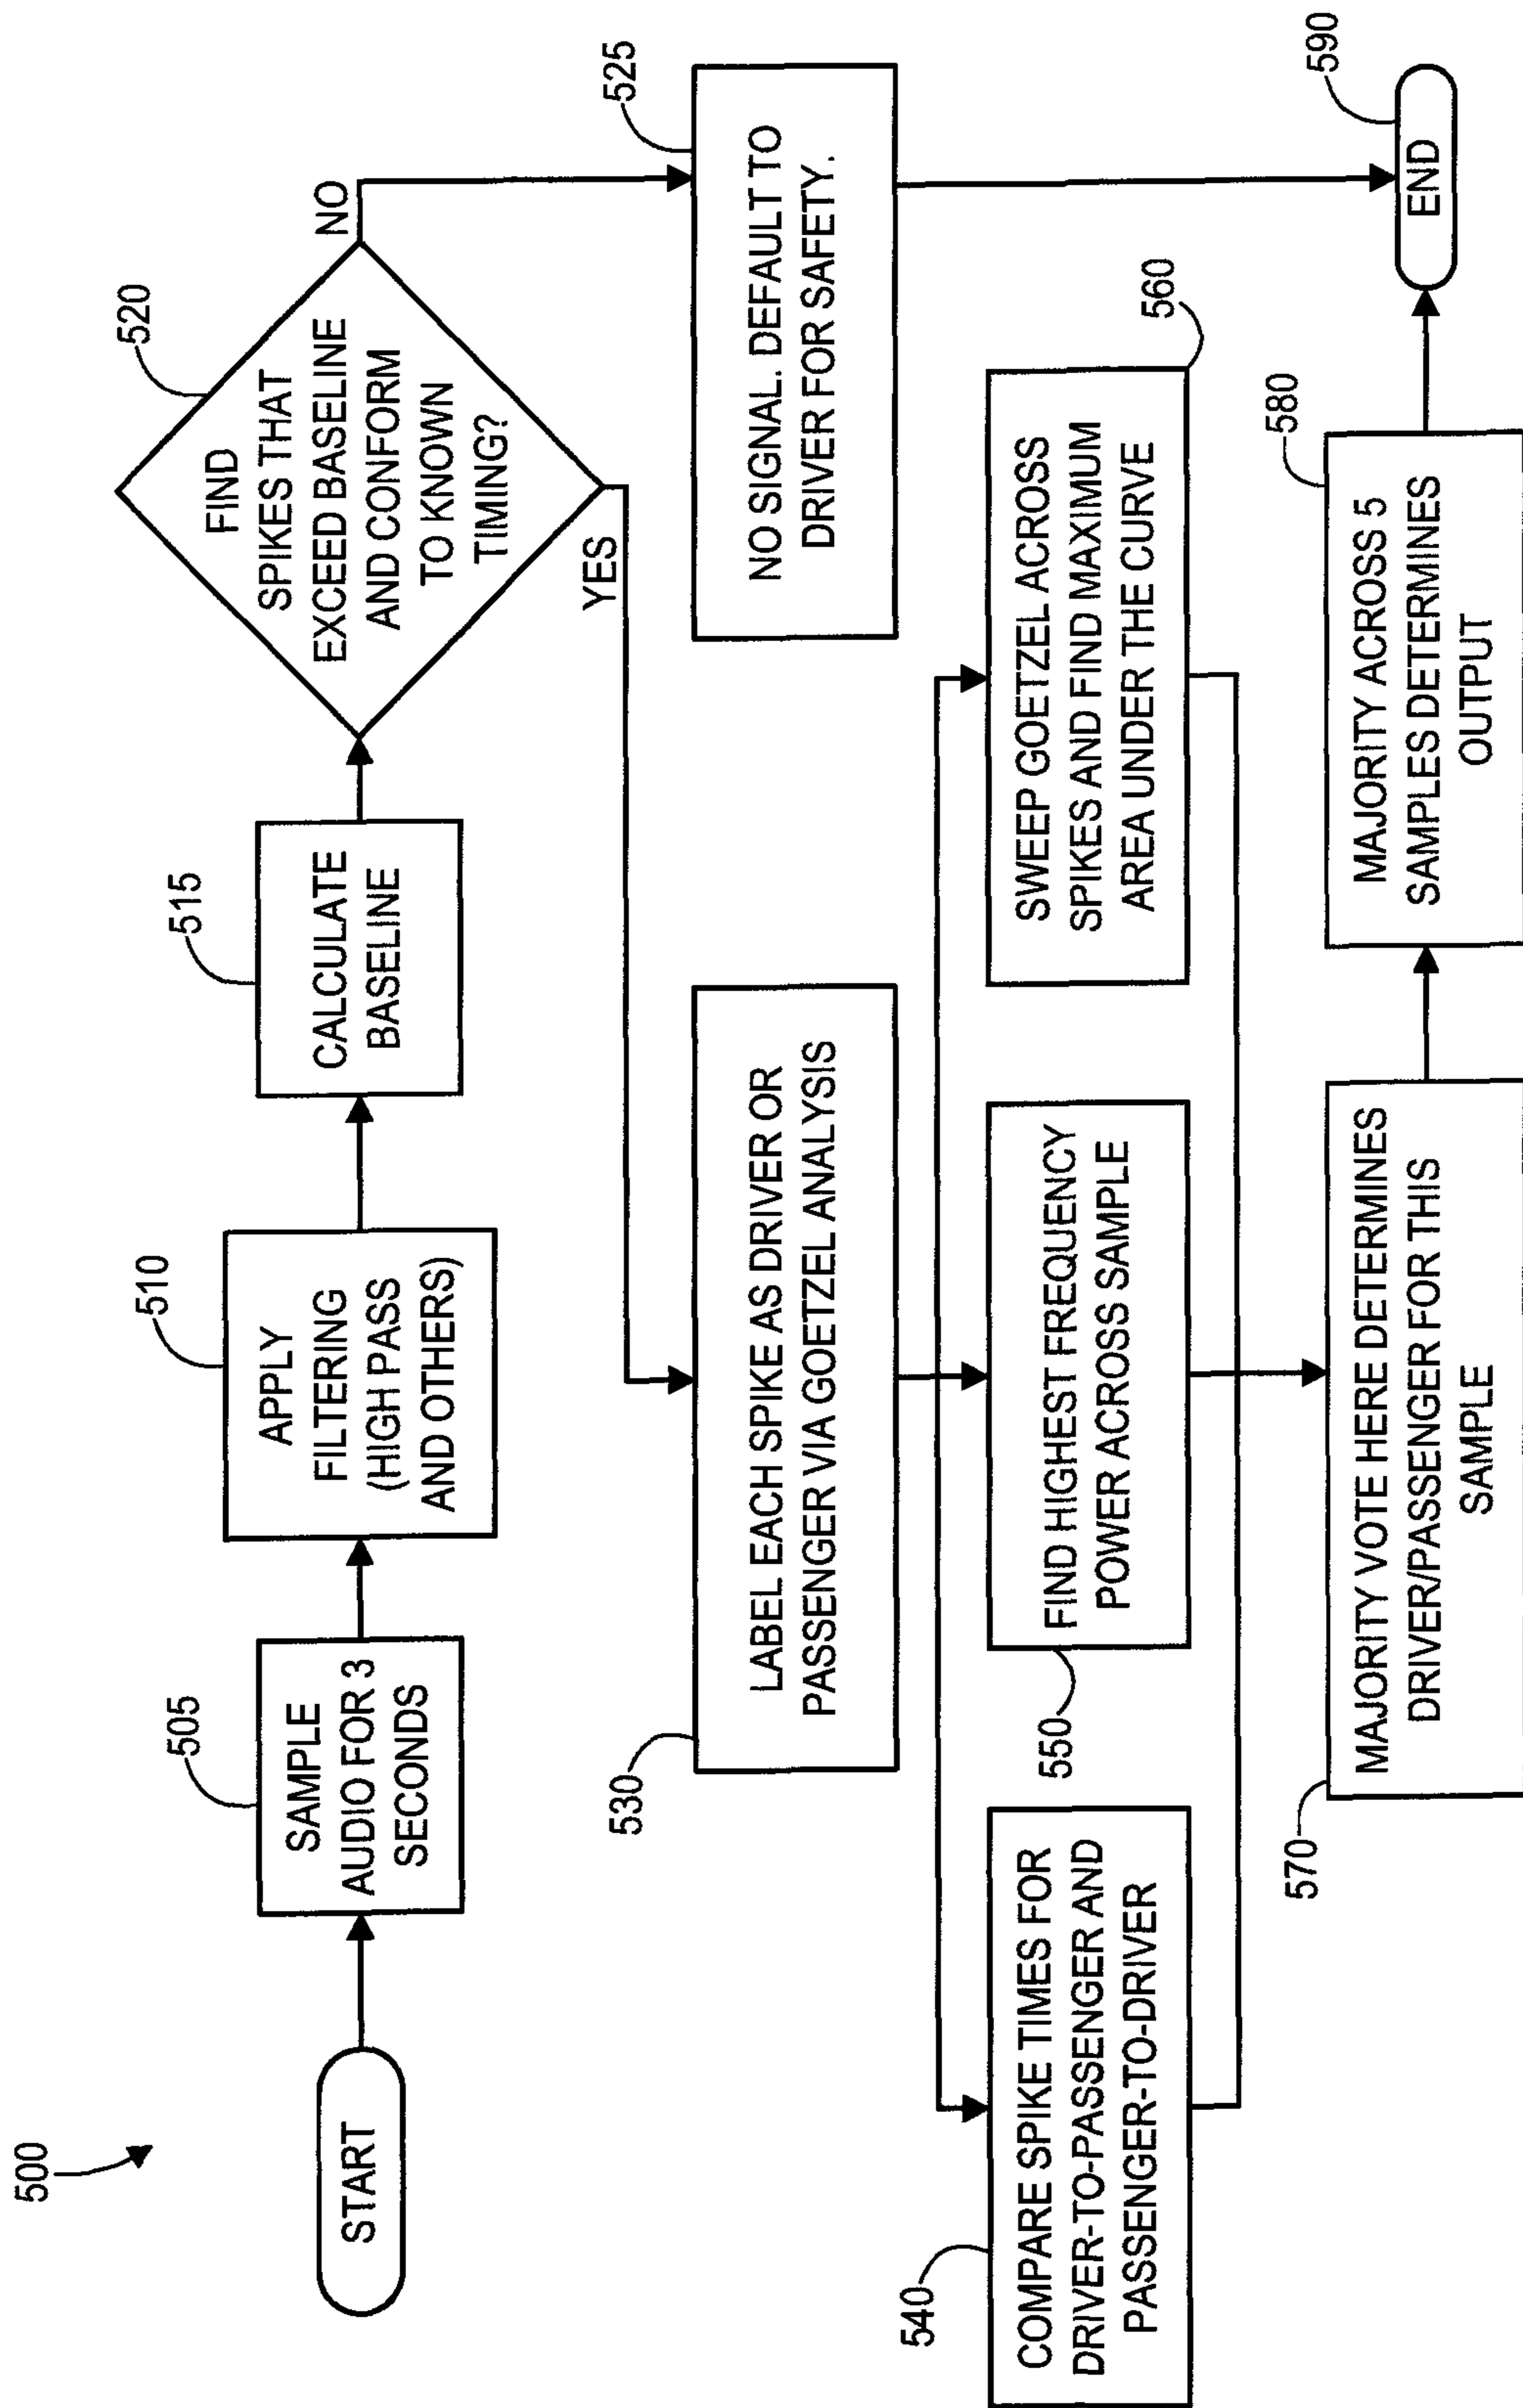 500
START
505
SAMPLE
AUDIO FOR 3
SECONDS
510
APPLY
FILTERING
(HIGH PASS
AND OTHERS)
515
CALCULATE
BASELINE
520
FIND
SPIKES THAT
EXCEED BASELINE
AND CONFORM
TO KNOWN
TIMING?
NO
YES
525
NO SIGNAL. DEFAULT TO
DRIVER FOR SAFETY.
530
LABEL EACH SPIKE AS DRIVER OR
PASSENGER VIA GOETZEL ANALYSIS
540
COMPARE SPIKE TIMES FOR
DRIVER-TO-PASSENGER AND
PASSENGER-TO-DRIVER
550
FIND HIGHEST FREQUENCY
POWER ACROSS SAMPLE
560
SWEEP GOETZEL ACROSS
SPIKES AND FIND MAXIMUM
AREA UNDER THE CURVE
570
MAJORITY VOTE HERE DETERMINES
DRIVER/PASSENGER FOR THIS
SAMPLE
580
MAJORITY ACROSS 5
SAMPLES DETERMINES
OUTPUT
590
END